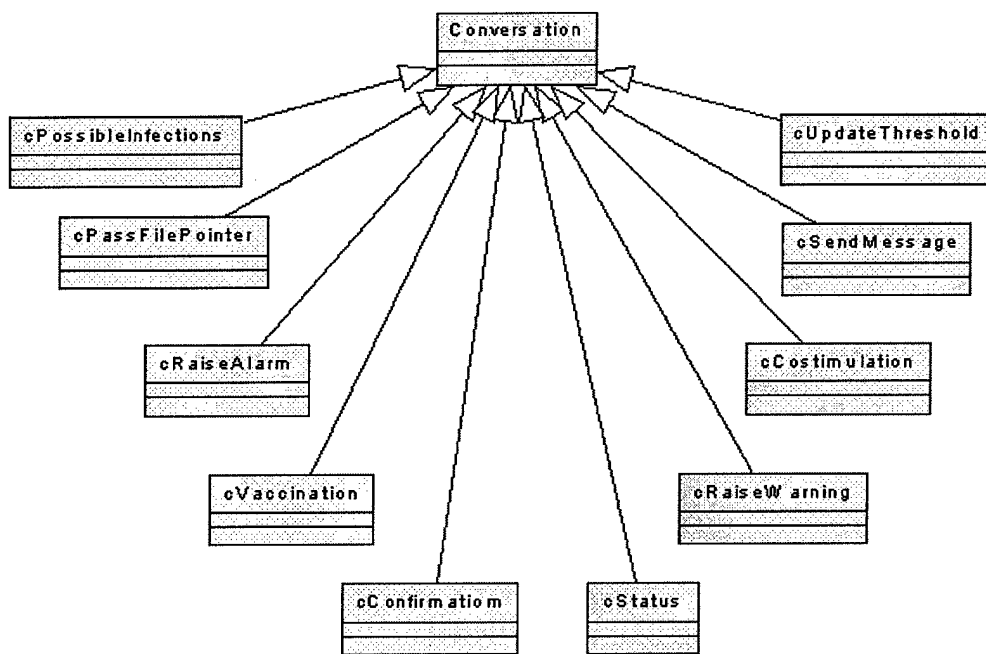 Conversation
cPossibleInfections
cUpdateThreshold
cPassFilePointer
cSendMessage
cRaiseAlarm
cCostimulation
cVaccination
cRaiseWarning
cConfirmatiom
cStatus